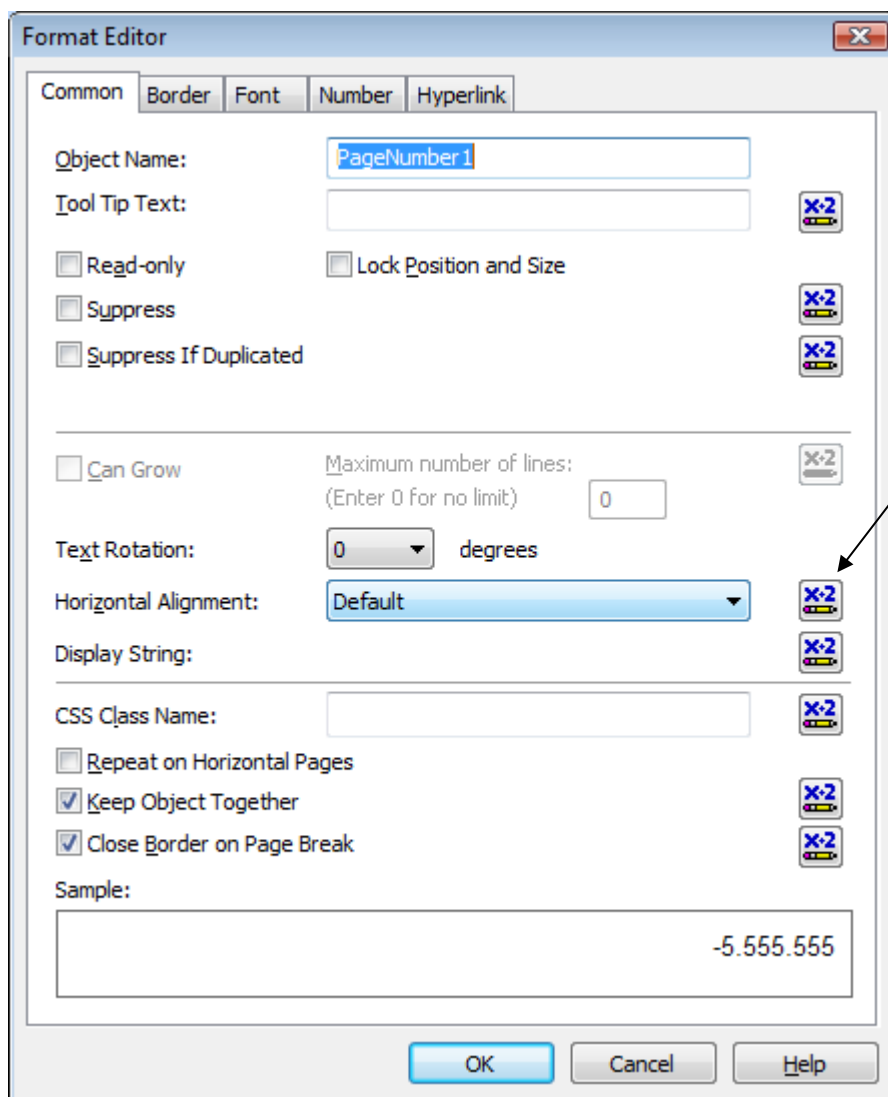 Format Editor
Common Border Font Number Hyperlink
Object Name: PageNumber1
Tool Tip Text: X+2
Read-only Lock Position and Size
Suppress X+2
Suppress If Duplicated X+2
Can Grow Maximum number of lines: X+2
(Enter 0 for no limit) 0
Text Rotation: 0 degrees
Horizontal Alignment: Default X+2
Display String: X+2
CSS Class Name: X+2
Repeat on Horizontal Pages
Keep Object Together X+2
Close Border on Page Break X+2
Sample:
-5.555.555
OK Cancel Help